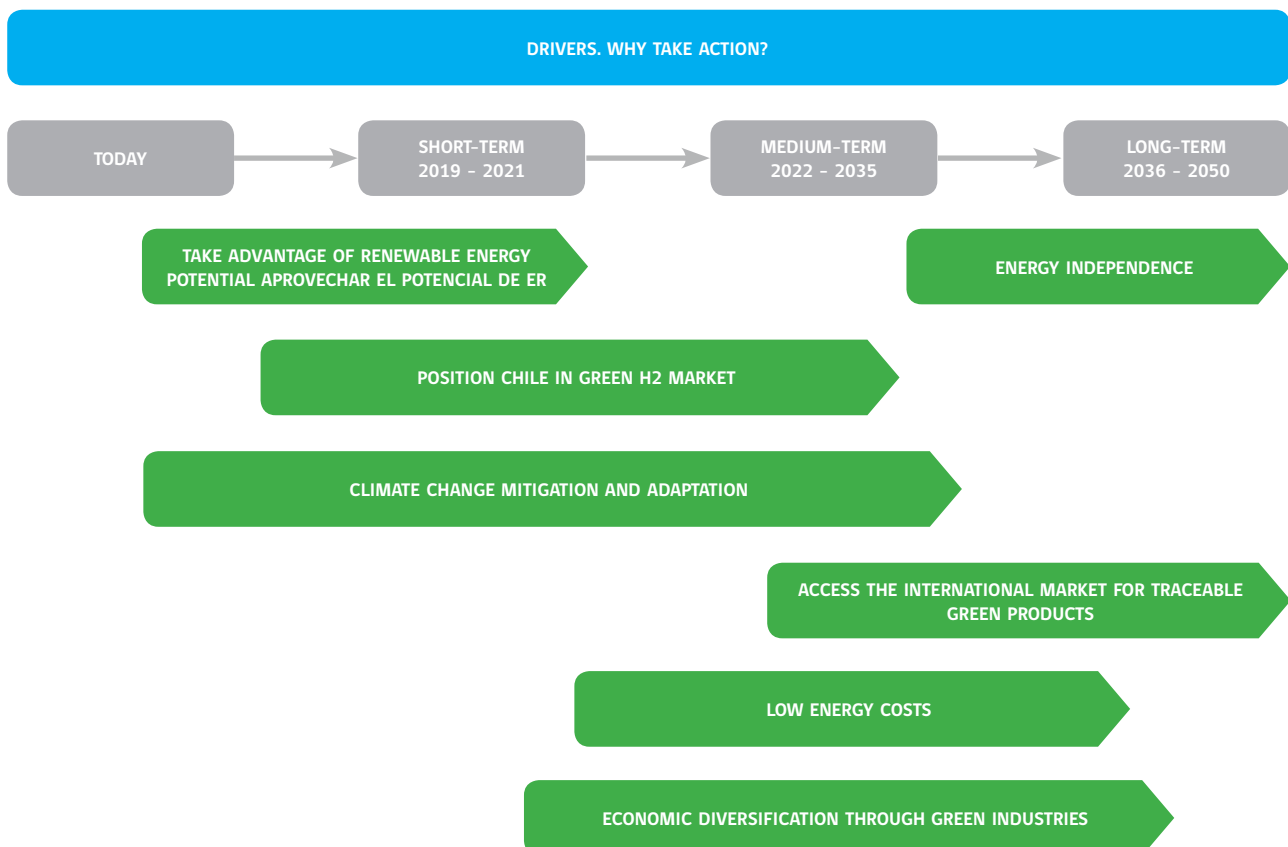 DRIVERS. WHY TAKE ACTION?
TODAY
SHORT-TERM
2019 - 2021
MEDIUM-TERM
2022 - 2035
LONG-TERM
2036 - 2050
TAKE ADVANTAGE OF RENEWABLE ENERGY
POTENTIAL APROVECHAR EL POTENCIAL DE ER
ENERGY INDEPENDENCE
POSITION CHILE IN GREEN H2 MARKET
CLIMATE CHANGE MITIGATION AND ADAPTATION
ACCESS THE INTERNATIONAL MARKET FOR TRACEABLE
GREEN PRODUCTS
LOW ENERGY COSTS
ECONOMIC DIVERSIFICATION THROUGH GREEN INDUSTRIES